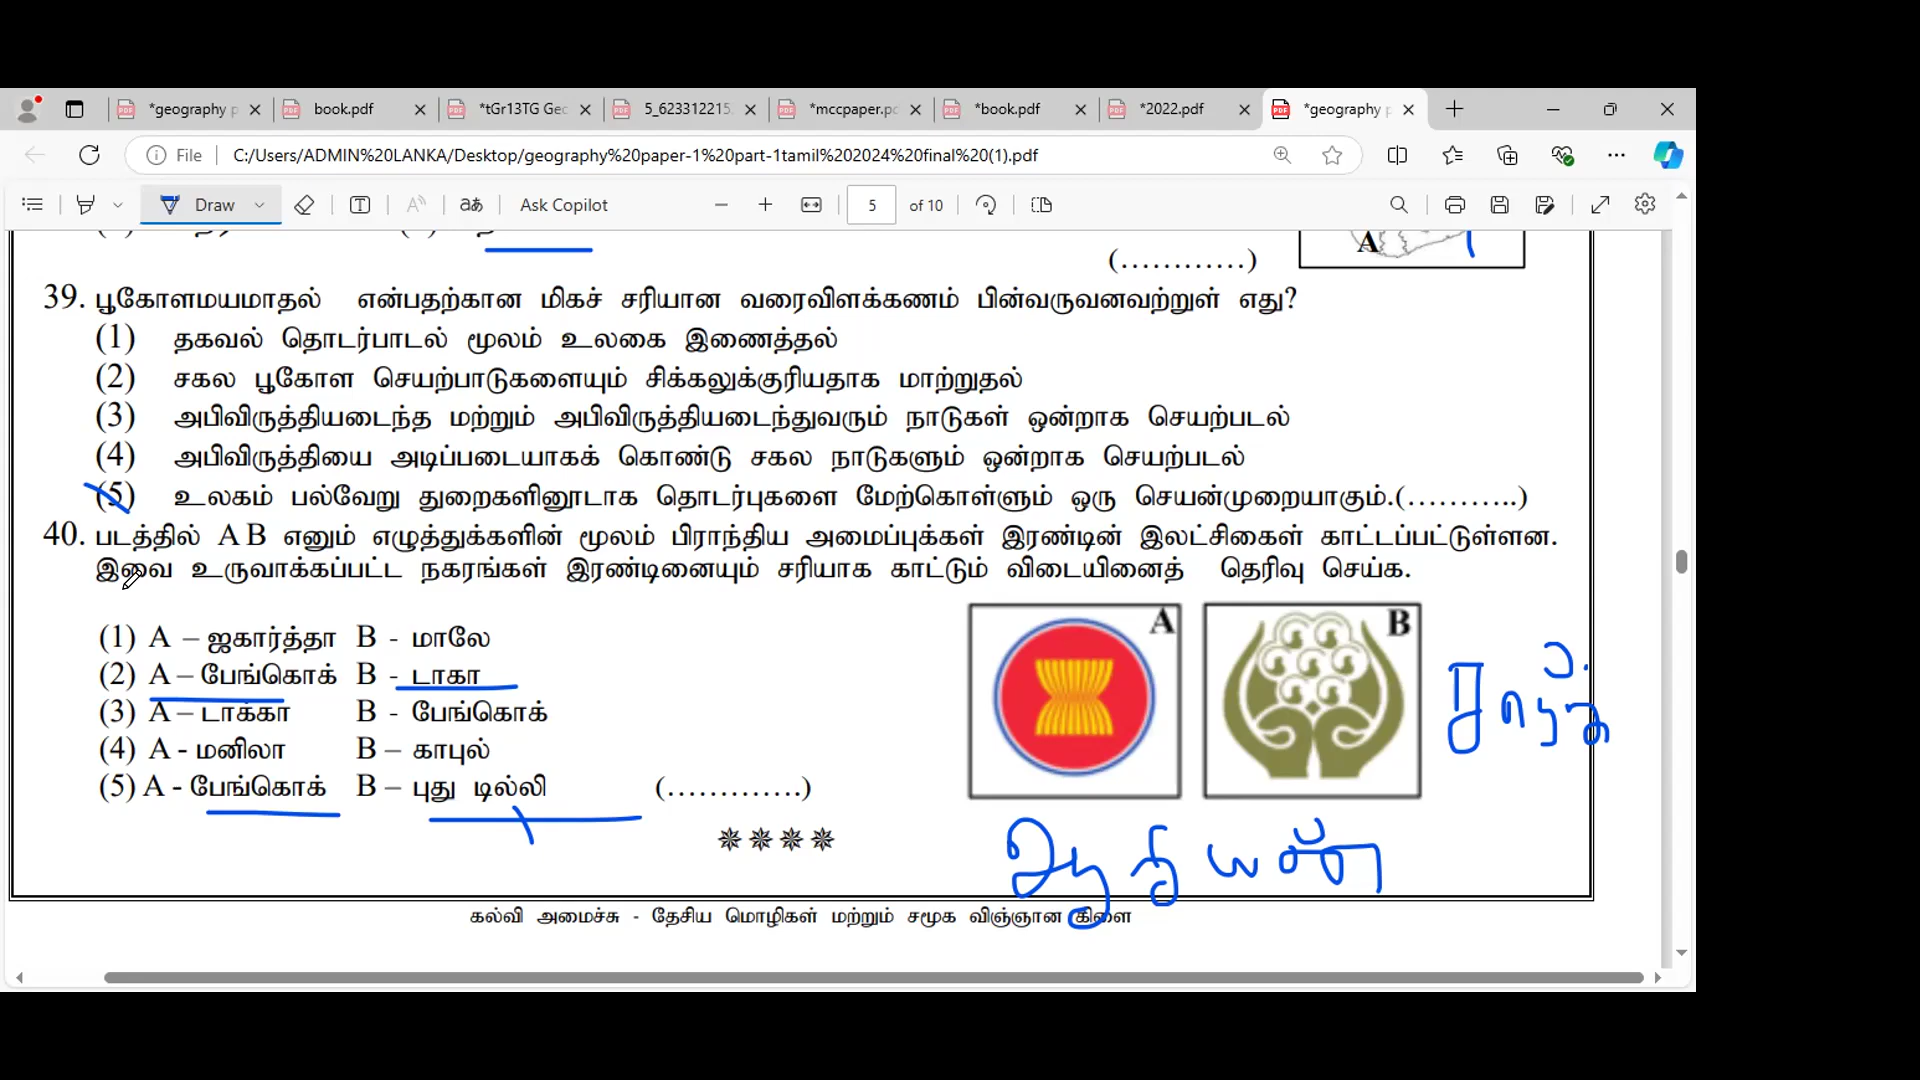 *geography p
book.pdf
*tGr13TG Geo
5_623312215.
*mccpaper.pd
*book.pdf
*2022.pdf
*geography p
File
C:/Users/ADMIN%20LANKA/Desktop/geography%20paper-1%20part-1tamil%202024%20final%20(1).pdf
Draw
aあ
Ask Copilot
5 of 10
A
(…………)
39. பூகோளமயமாதல் என்பதற்கான மிகச் சரியான வரைவிளக்கணம் பின்வருவனவற்றுள் எது?
(1) தகவல் தொடர்பாடல் மூலம் உலகை இணைத்தல்
(2) சகல பூகோள செயற்பாடுகளையும் சிக்கலுக்குரியதாக மாற்றுதல்
(3) அபிவிருத்தியடைந்த மற்றும் அபிவிருத்தியடைந்துவரும் நாடுகள் ஒன்றாக செயற்படல்
(4) அபிவிருத்தியை அடிப்படையாகக் கொண்டு சகல நாடுகளும் ஒன்றாக செயற்படல்
(5) உலகம் பல்வேறு துறைகளினூடாக தொடர்புகளை மேற்கொள்ளும் ஒரு செயன்முறையாகும்.(………..)
40. படத்தில் A B எனும் எழுத்துக்களின் மூலம் பிராந்திய அமைப்புக்கள் இரண்டின் இலட்சிகைள் காட்டப்பட்டுள்ளன.
இவை உருவாக்கப்பட்ட நகரங்கள் இரண்டினையும் சரியாக காட்டும் விடையினைத் தெரிவு செய்க.
(1) A – ஜகார்த்தா B - மாலே
(2) A – பேங்கொக் B - டாகா
(3) A – டாக்கா B - பேங்கொக்
(4) A - மனிலா B – காபுல்
(5) A - பேங்கொக் B – புது டில்லி (………….)
A
B
கல்வி அமைச்சு - தேசிய மொழிகள் மற்றும் சமூக விஞ்ஞான கிளை